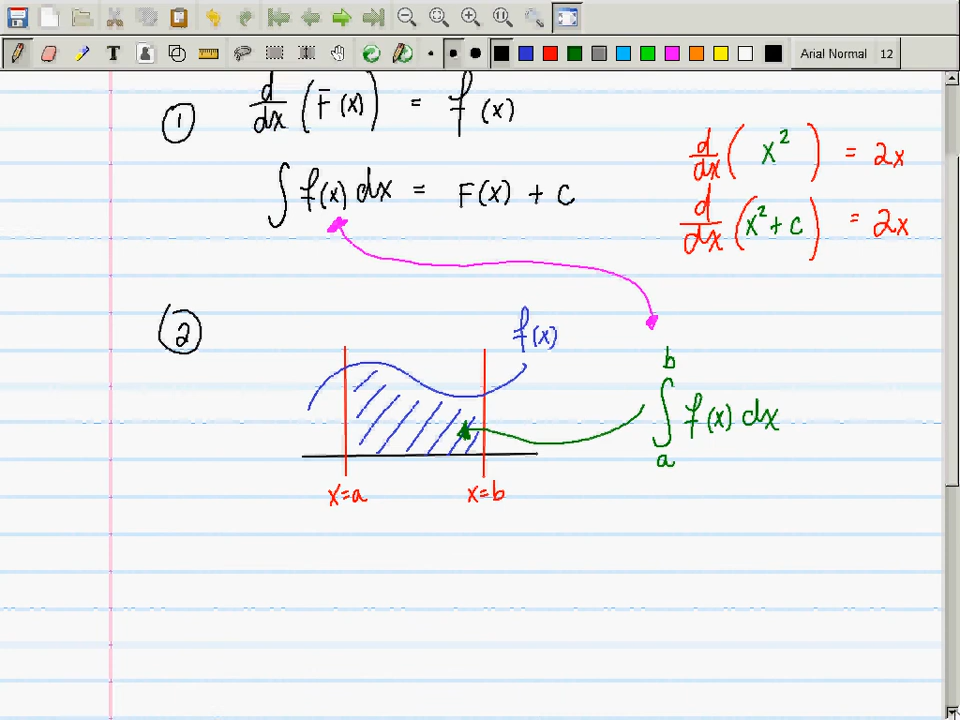 T Arial Normal 12
① d/dx (F(x)) = f(x)
∫ f(x) dx = F(x) + C
d/dx (x²) = 2x
d/dx (x² + C) = 2x
②
f(x)
b
∫ f(x) dx
a
x=a x=b